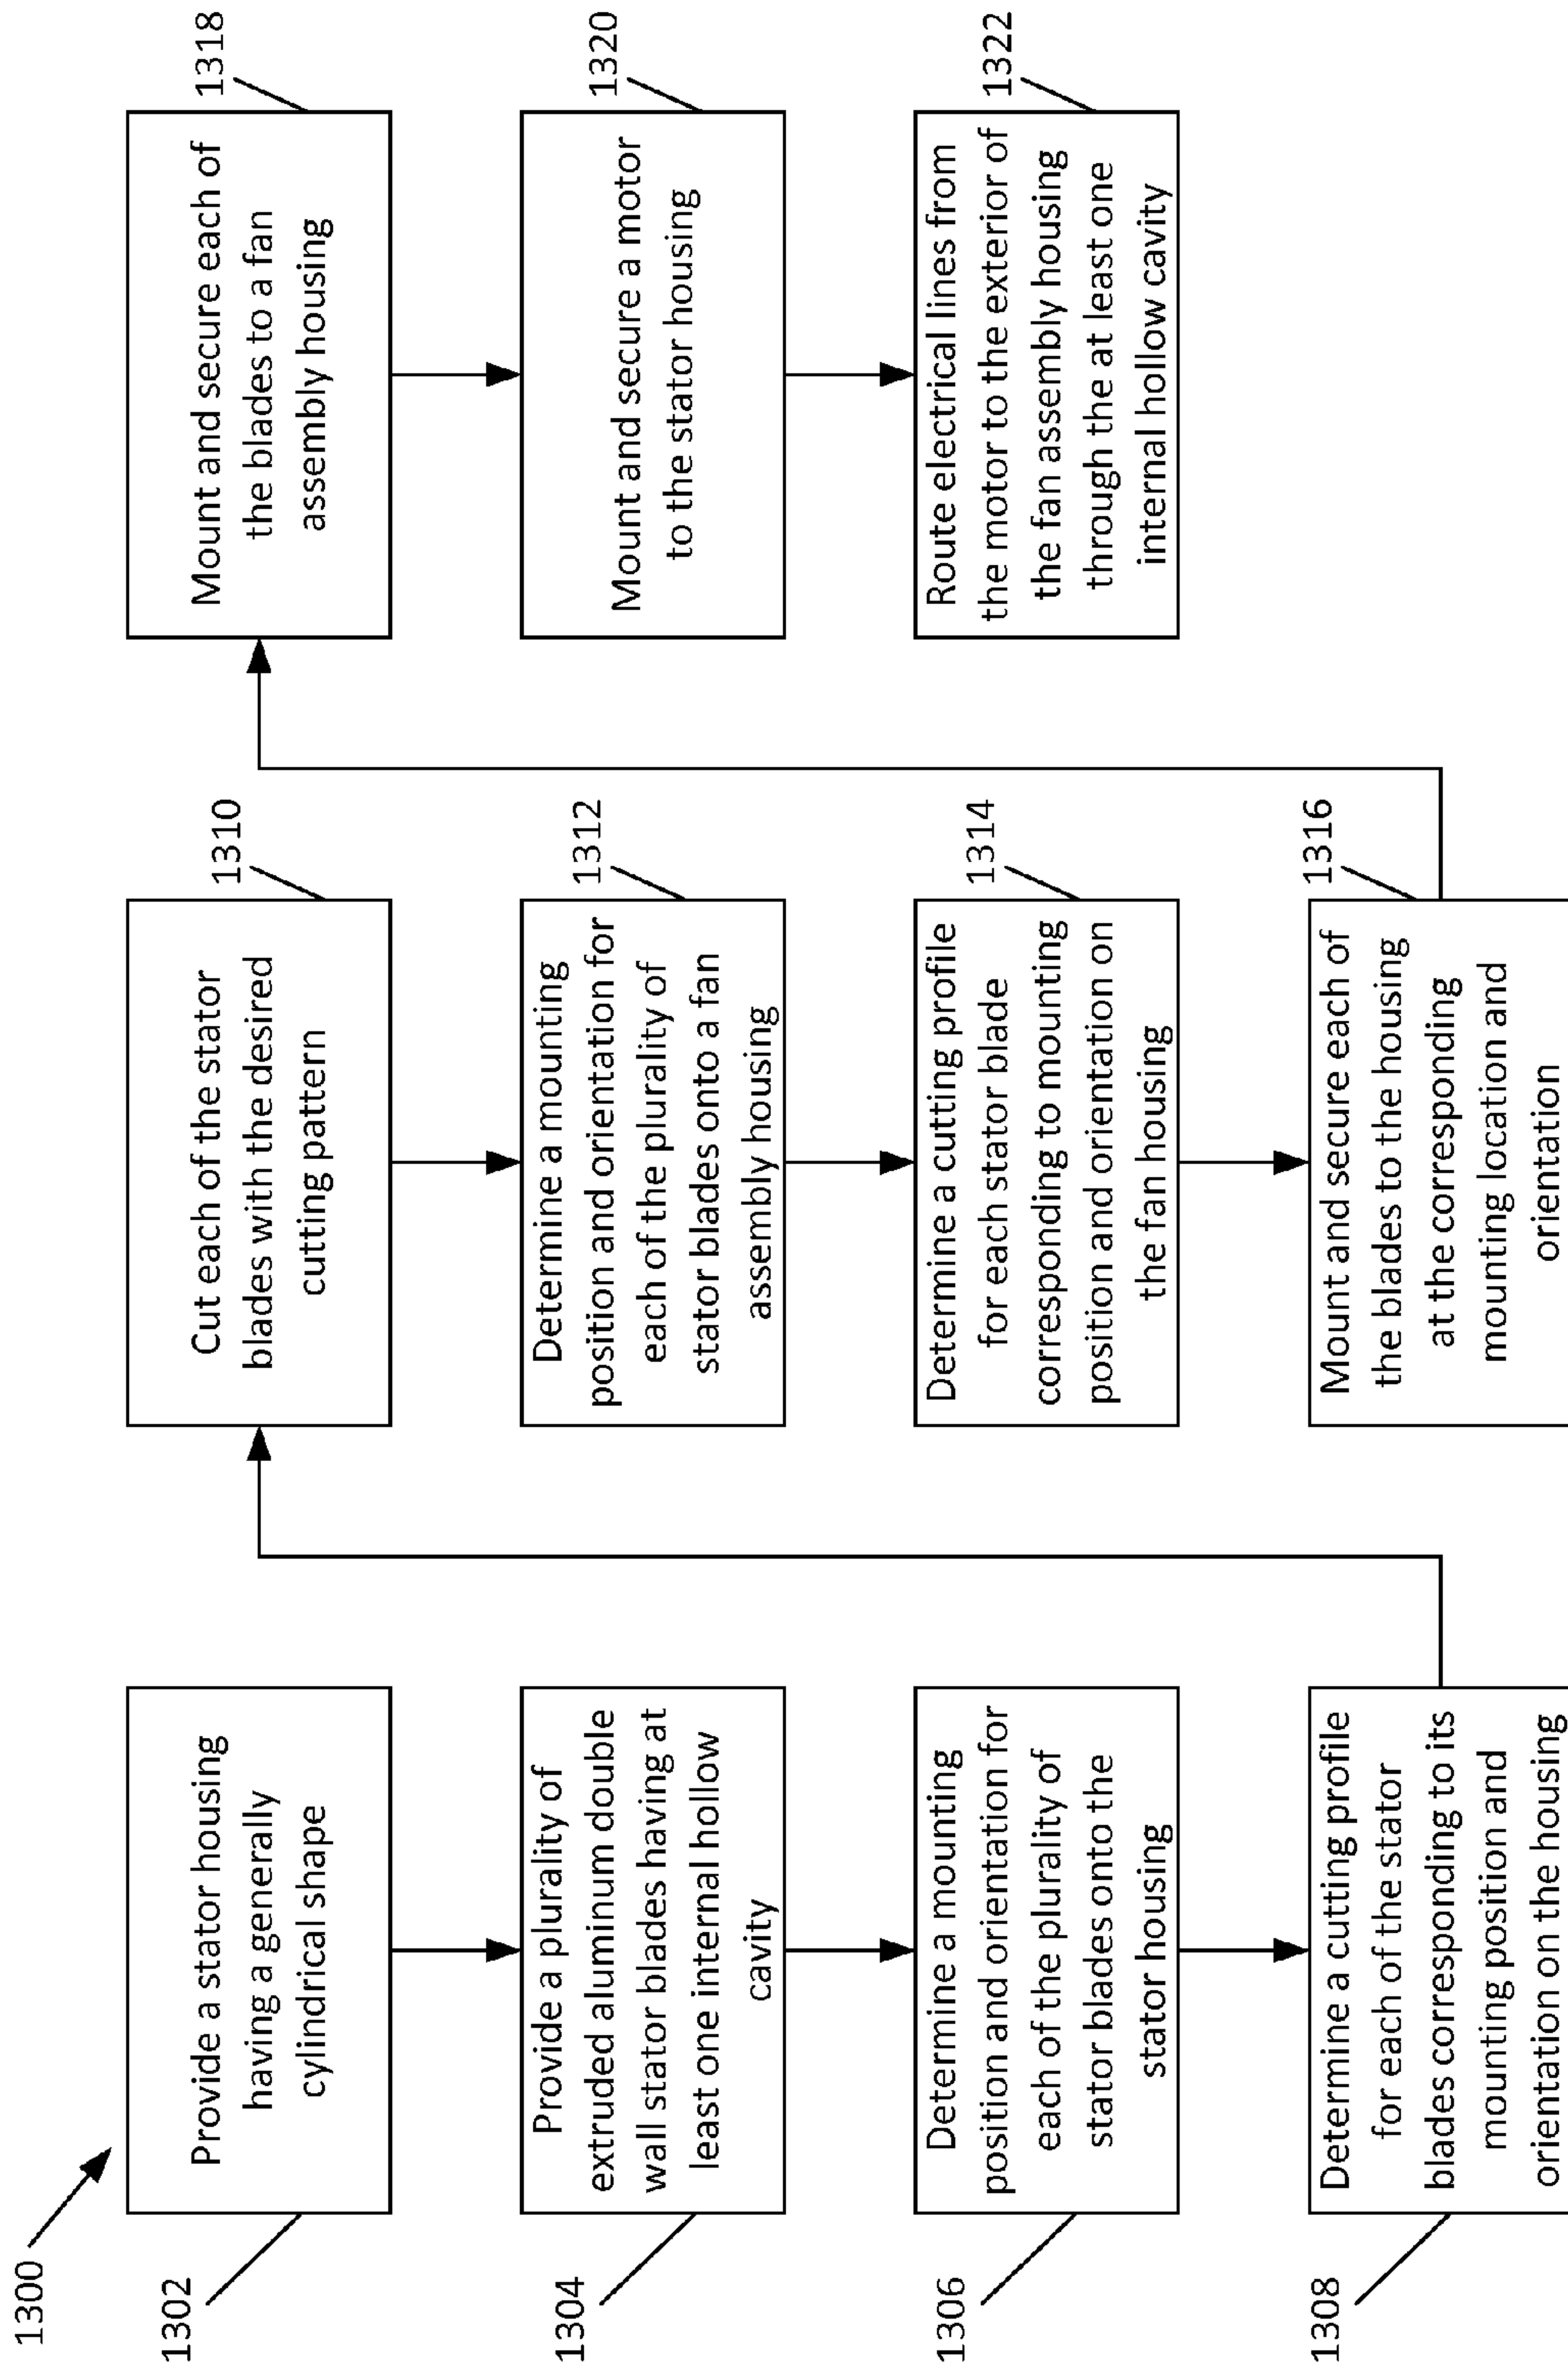 1300
1302
Provide a stator housing
having a generally
cylindrical shape
1304
Provide a plurality of
extruded aluminum double
wall stator blades having at
least one internal hollow
cavity
1306
Determine a mounting
position and orientation for
each of the plurality of
stator blades onto the
stator housing
1308
Determine a cutting profile
for each of the stator
blades corresponding to its
mounting position and
orientation on the housing
1310
Cut each of the stator
blades with the desired
cutting pattern
1312
Determine a mounting
position and orientation for
each of the plurality of
stator blades onto a fan
assembly housing
1314
Determine a cutting profile
for each stator blade
corresponding to mounting
position and orientation on
the fan housing
1316
Mount and secure each of
the blades to the housing
at the corresponding
mounting location and
orientation
1318
Mount and secure each of
the blades to a fan
assembly housing
1320
Mount and secure a motor
to the stator housing
1322
Route electrical lines from
the motor to the exterior of
the fan assembly housing
through the at least one
internal hollow cavity